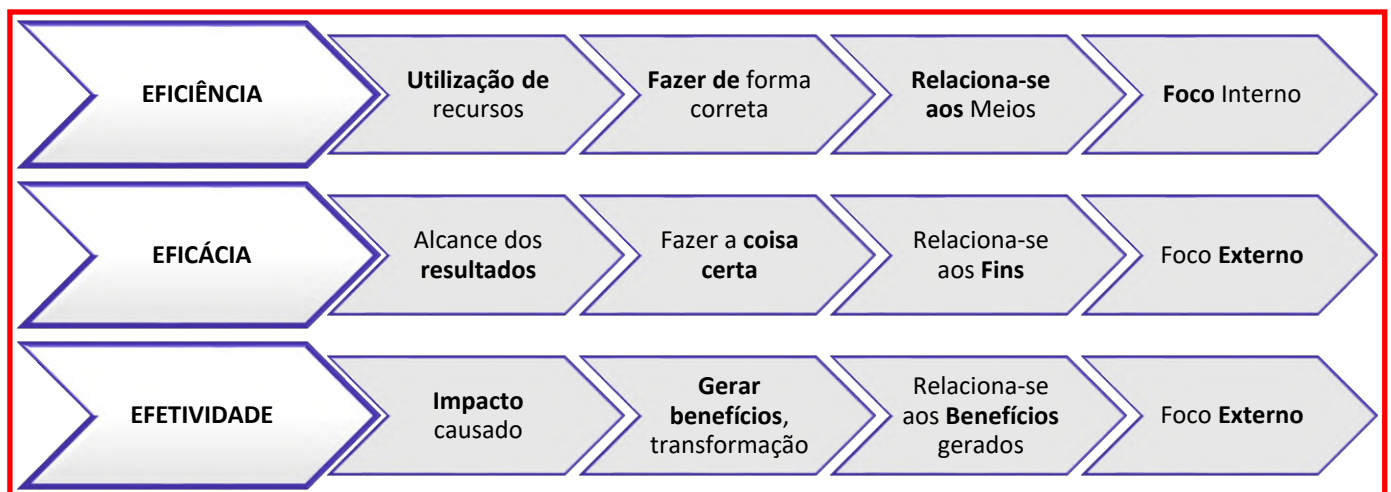 EFICIÊNCIA
Utilização de
recursos
Fazer de forma
correta
Relaciona-se
aos Meios
Foco Interno
EFICÁCIA
Alcance dos
resultados
Fazer a coisa
certa
Relaciona-se
aos Fins
Foco Externo
EFETIVIDADE
Impacto
causado
Gerar
benefícios,
transformação
Relaciona-se
aos Benefícios
gerados
Foco Externo